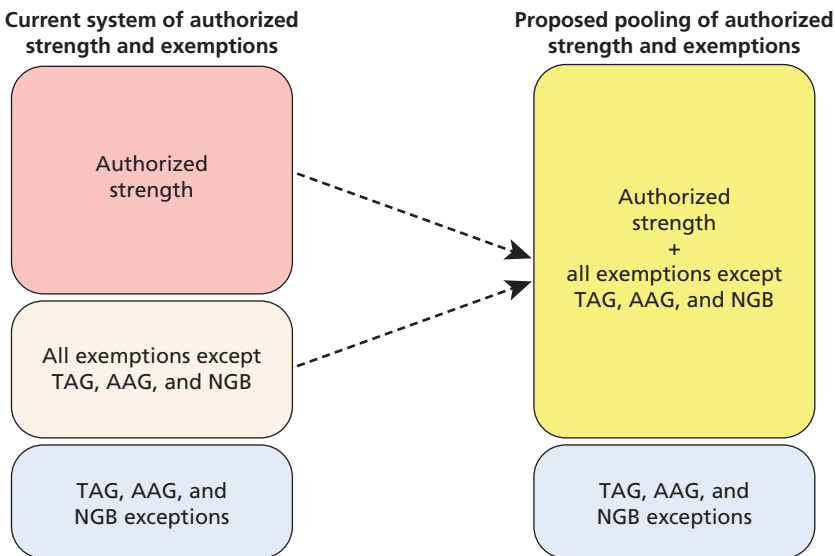 Current system of authorized
strength and exemptions
Authorized
strength
All exemptions except
TAG, AAG, and NGB
TAG, AAG, and
NGB exceptions
Proposed pooling of authorized
strength and exemptions
Authorized
strength
+
all exemptions except
TAG, AAG, and NGB
TAG, AAG, and
NGB exceptions